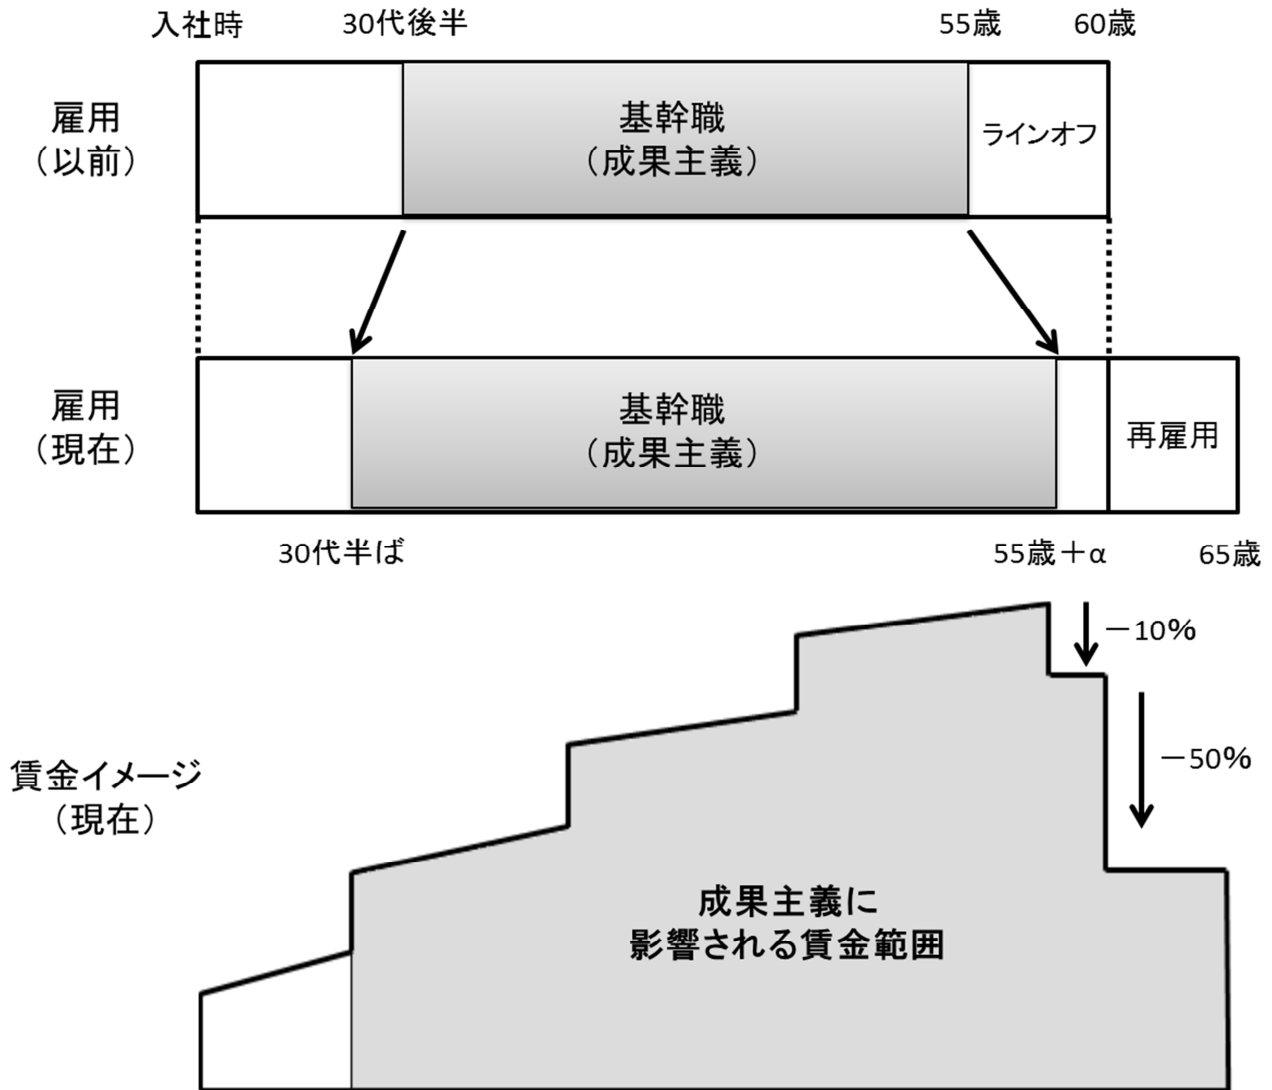 入社時
30代後半
55歳
60歳
雇用
（以前）
基幹職
（成果主義）
ラインオフ
雇用
（現在）
基幹職
（成果主義）
再雇用
30代半ば
55歳＋α
65歳
－10%
－50%
賃金イメージ
（現在）
成果主義に
影響される賃金範囲